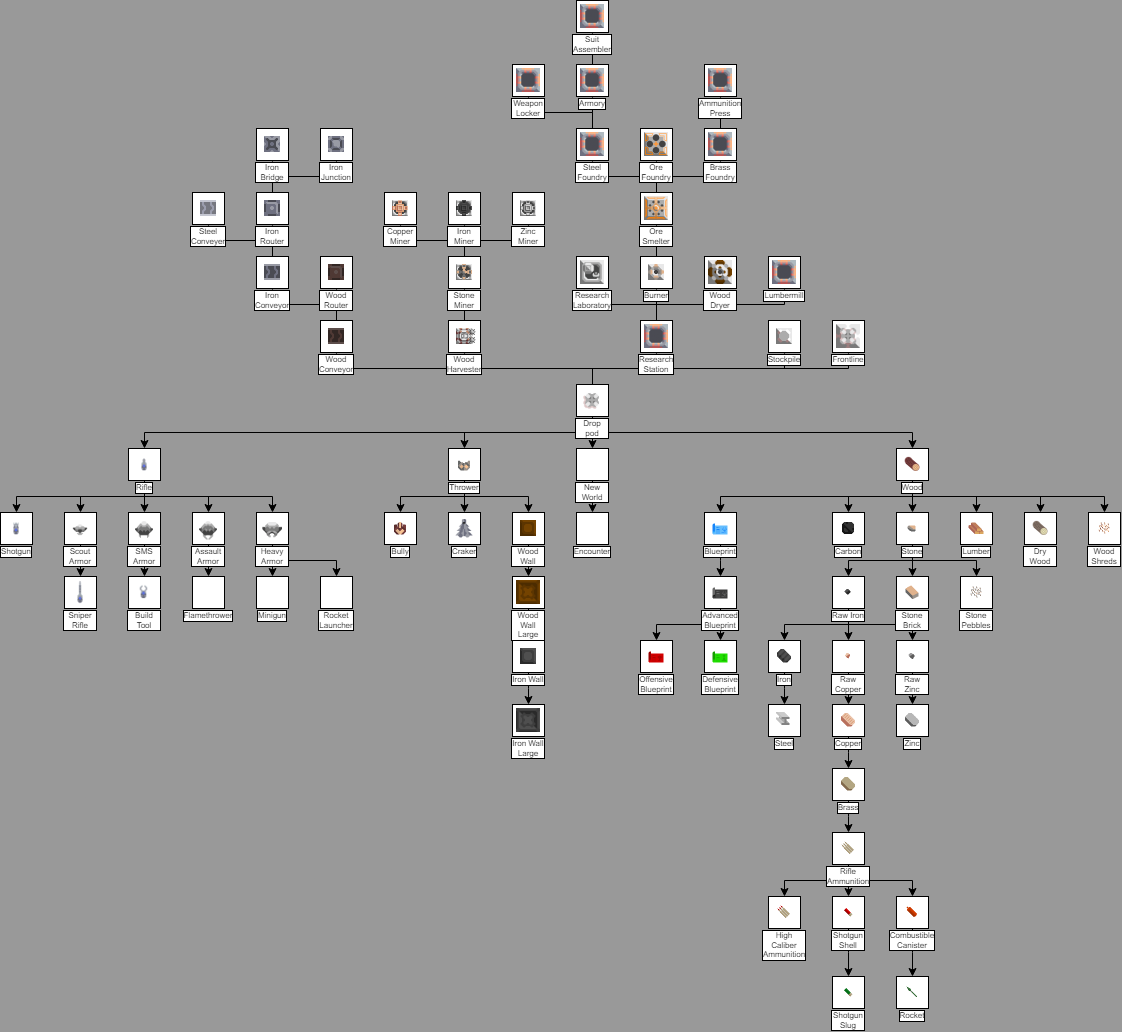 Suit
Assembler
Weapon
Locker
Armory
Ammunition
Press
Iron
Bridge
Iron
Junction
Steel
Foundry
Ore
Foundry
Brass
Foundry
Steel
Conveyer
Iron
Router
Copper
Miner
Iron
Miner
Zinc
Miner
Ore
Smelter
Iron
Conveyor
Wood
Router
Stone
Miner
Research
Laboratory
Burner
Wood
Dryer
Lumbermill
Wood
Conveyor
Wood
Harvester
Research
Station
Stockpile
Frontline
Drop
pod
Rifle
Thrower
New
World
Wood
Shotgun
Scout
Armor
SMS
Armor
Assault
Armor
Heavy
Armor
Bully
Craker
Wood
Wall
Encounter
Blueprint
Carbon
Stone
Lumber
Dry
Wood
Wood
Shreds
Sniper
Rifle
Build
Tool
Flamethrower
Minigun
Rocket
Launcher
Wood
Wall
Large
Advanced
Blueprint
Raw Iron
Stone
Brick
Stone
Pebbles
Iron Wall
Offensive
Blueprint
Defensive
Blueprint
Iron
Raw
Copper
Raw
Zinc
Iron Wall
Large
Steel
Copper
Zinc
Brass
Rifle
Ammunition
High
Caliber
Ammunition
Shotgun
Shell
Combustible
Canister
Shotgun
Slug
Rocket